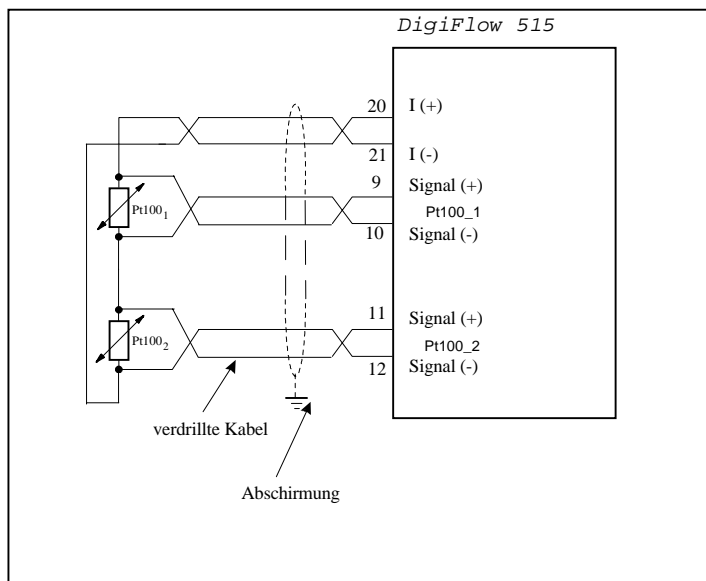 DigiFlow 515
20 I (+)
21 I (-)
9 Signal (+)
Pt100₁
Pt100_1
10 Signal (-)
11 Signal (+)
Pt100₂
Pt100_2
12 Signal (-)
verdrillte Kabel
Abschirmung